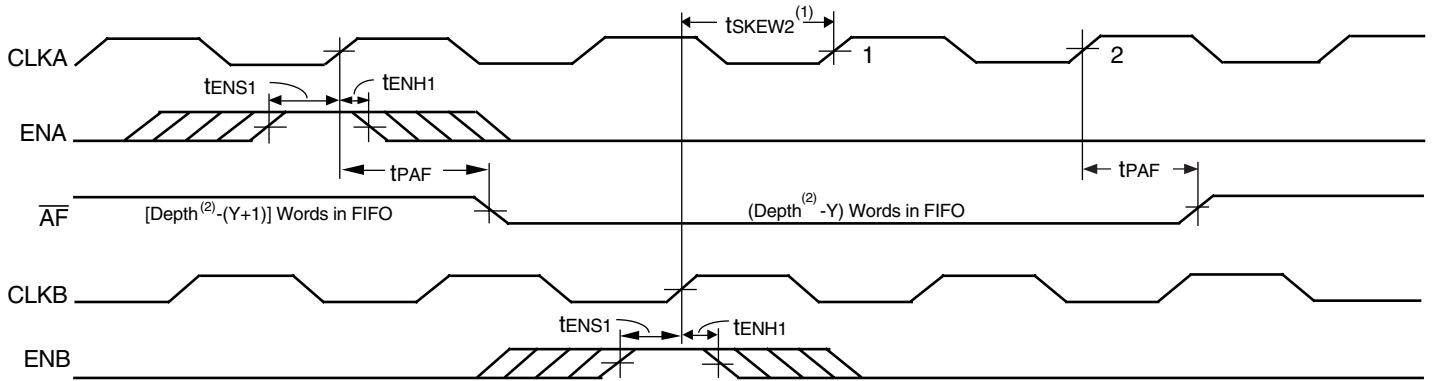 tSKEW2(1)
CLKA 1 2
tENS1 tENH1
ENA
tPAF tPAF
AF [Depth(2)-(Y+1)] Words in FIFO (Depth(2) -Y) Words in FIFO
CLKB
tENS1 tENH1
ENB